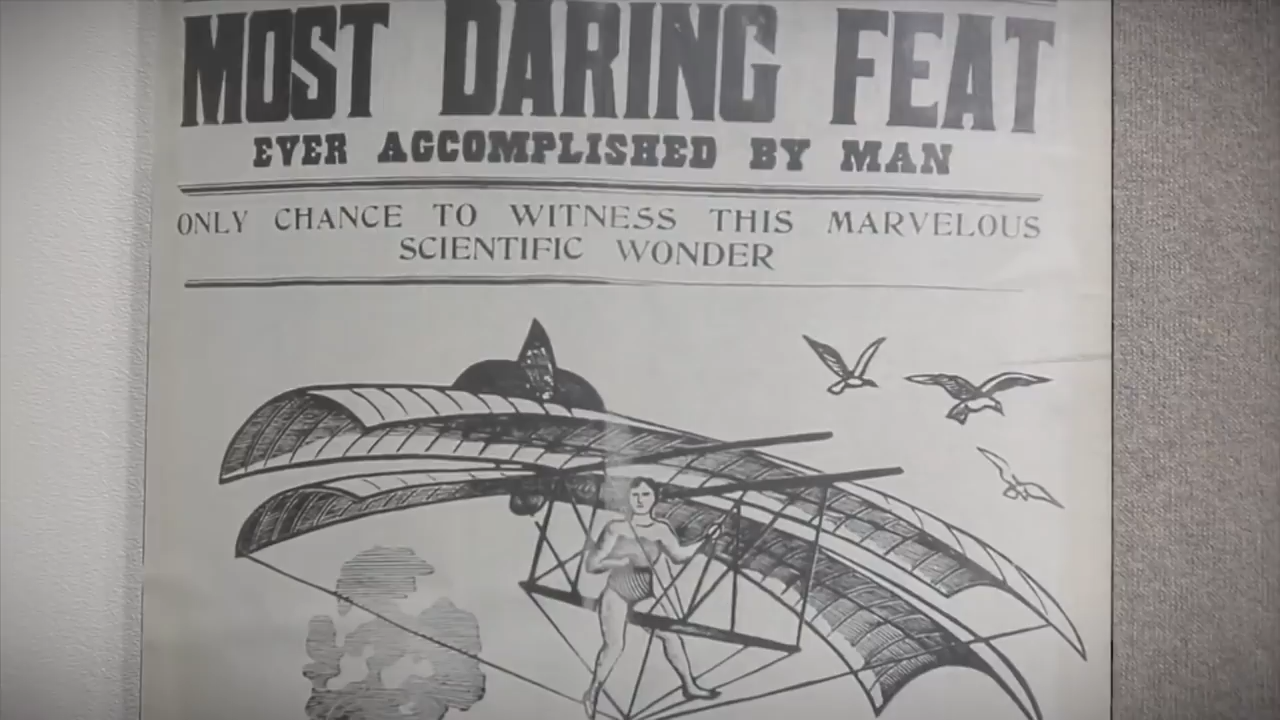 MOST DARING FEAT
EVER ACCOMPLISHED BY MAN
ONLY CHANCE TO WITNESS THIS MARVELOUS
SCIENTIFIC WONDER